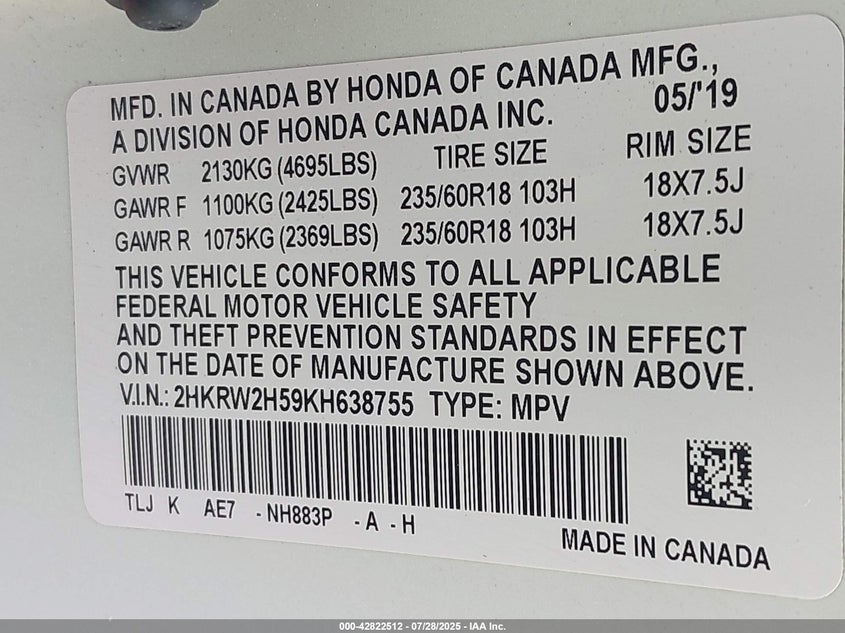 MFD. IN CANADA BY HONDA OF CANADA MFG.,
A DIVISION OF HONDA CANADA INC. 05/'19
GVWR 2130KG (4695LBS) TIRE SIZE RIM SIZE
GAWR F 1100KG (2425LBS) 235/60R18 103H 18X7.5J
GAWR R 1075KG (2369LBS) 235/60R18 103H 18X7.5J
THIS VEHICLE CONFORMS TO ALL APPLICABLE
FEDERAL MOTOR VEHICLE SAFETY
AND THEFT PREVENTION STANDARDS IN EFFECT
ON THE DATE OF MANUFACTURE SHOWN ABOVE.
V.I.N.: 2HKRW2H59KH638755 TYPE: MPV
TLJ K AE7 - NH883P - A - H
MADE IN CANADA
000-42822512 - 07/28/2025 - IAA Inc.